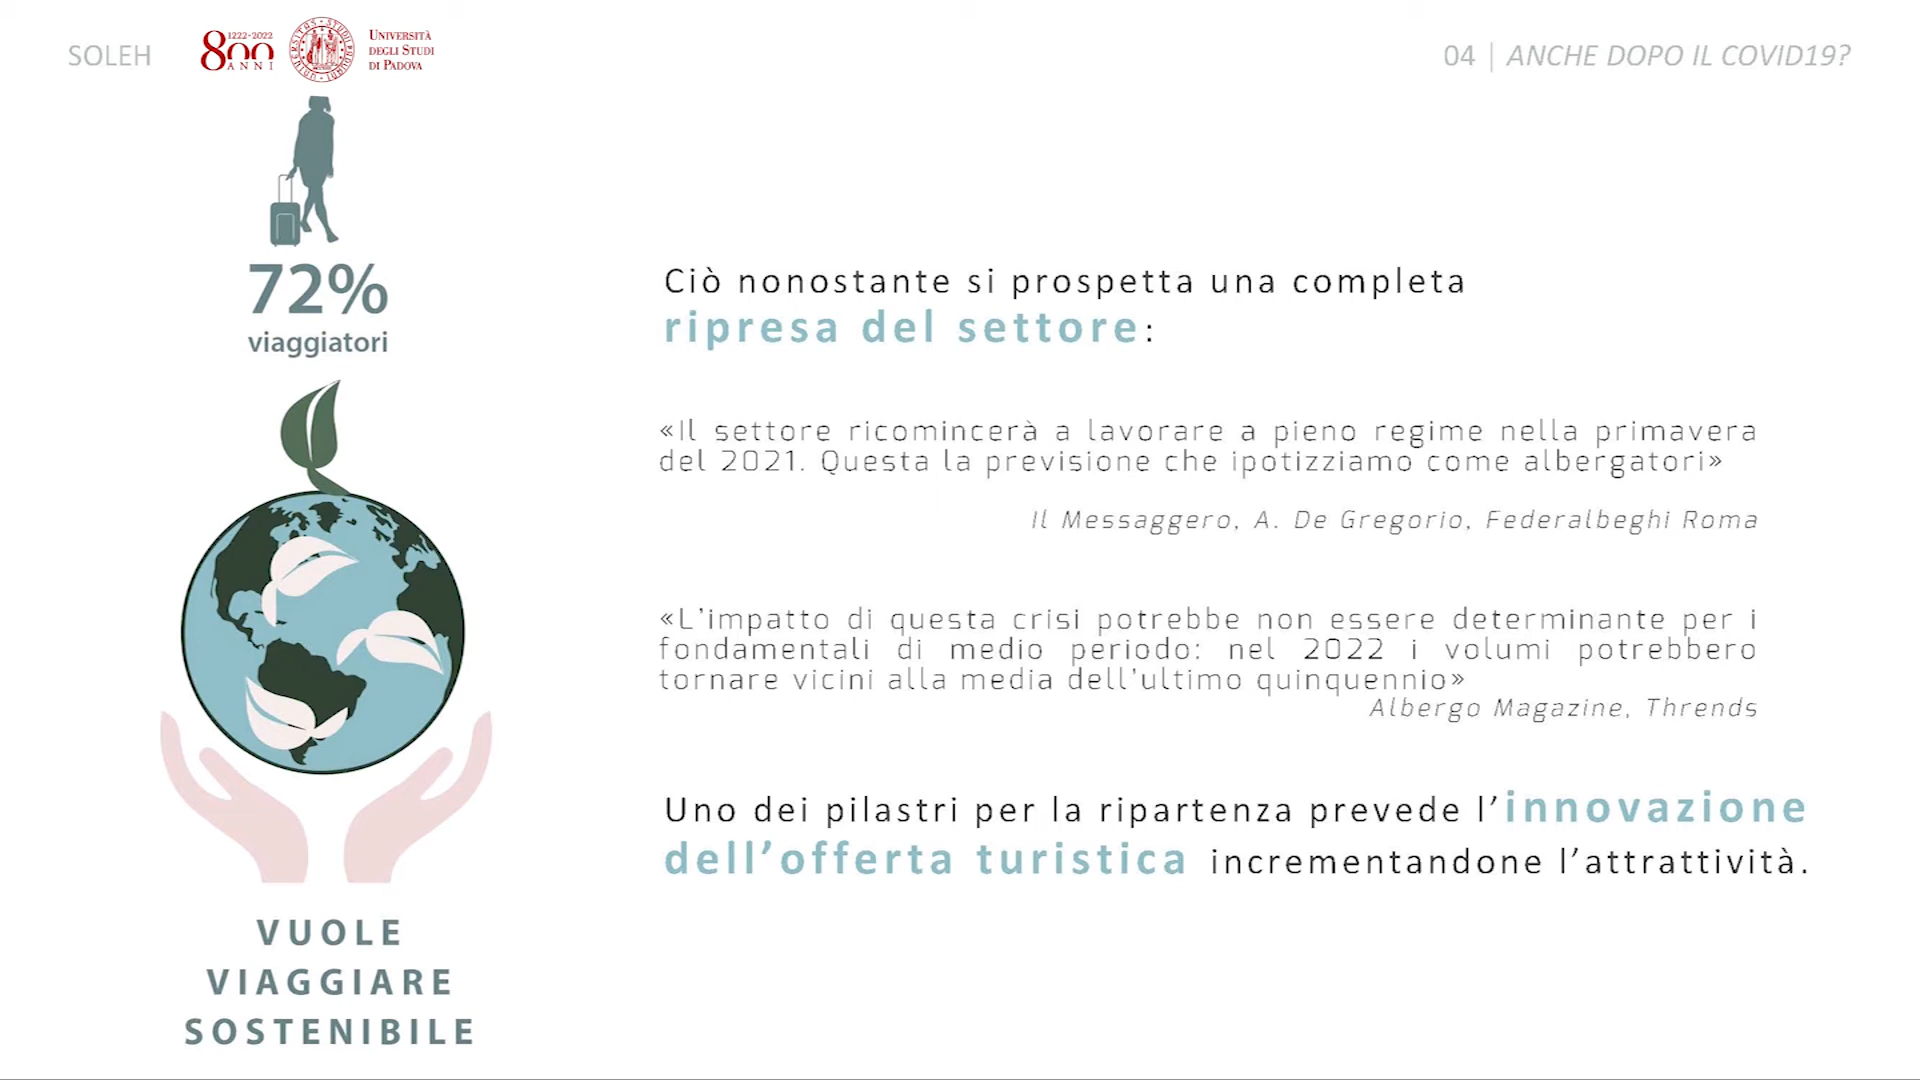 SOLEH
1222·2022
800
ANNI
UNIVERSITÀ
DEGLI STUDI
DI PADOVA
04 | ANCHE DOPO IL COVID19?
72%
viaggiatori
VUOLE
VIAGGIARE
SOSTENIBILE
Ciò nonostante si prospetta una completa
ripresa del settore:
«Il settore ricomincerà a lavorare a pieno regime nella primavera
del 2021. Questa la previsione che ipotizziamo come albergatori»
Il Messaggero, A. De Gregorio, Federalbeghi Roma
«L'impatto di questa crisi potrebbe non essere determinante per i
fondamentali di medio periodo: nel 2022 i volumi potrebbero
tornare vicini alla media dell'ultimo quinquennio»
Albergo Magazine, Thrends
Uno dei pilastri per la ripartenza prevede l'innovazione
dell'offerta turistica incrementandone l'attrattività.